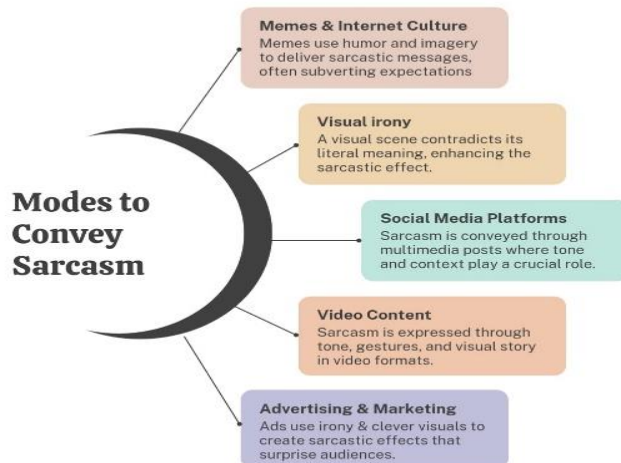 Memes & Internet Culture
Memes use humor and imagery
to deliver sarcastic messages,
often subverting expectations
Visual irony
A visual scene contradicts its
literal meaning, enhancing the
sarcastic effect.
Modes to
Convey
Sarcasm
Social Media Platforms
Sarcasm is conveyed through
multimedia posts where tone
and context play a crucial role.
Video Content
Sarcasm is expressed through
tone, gestures, and visual story
in video formats.
Advertising & Marketing
Ads use irony & clever visuals to
create sarcastic effects that
surprise audiences.